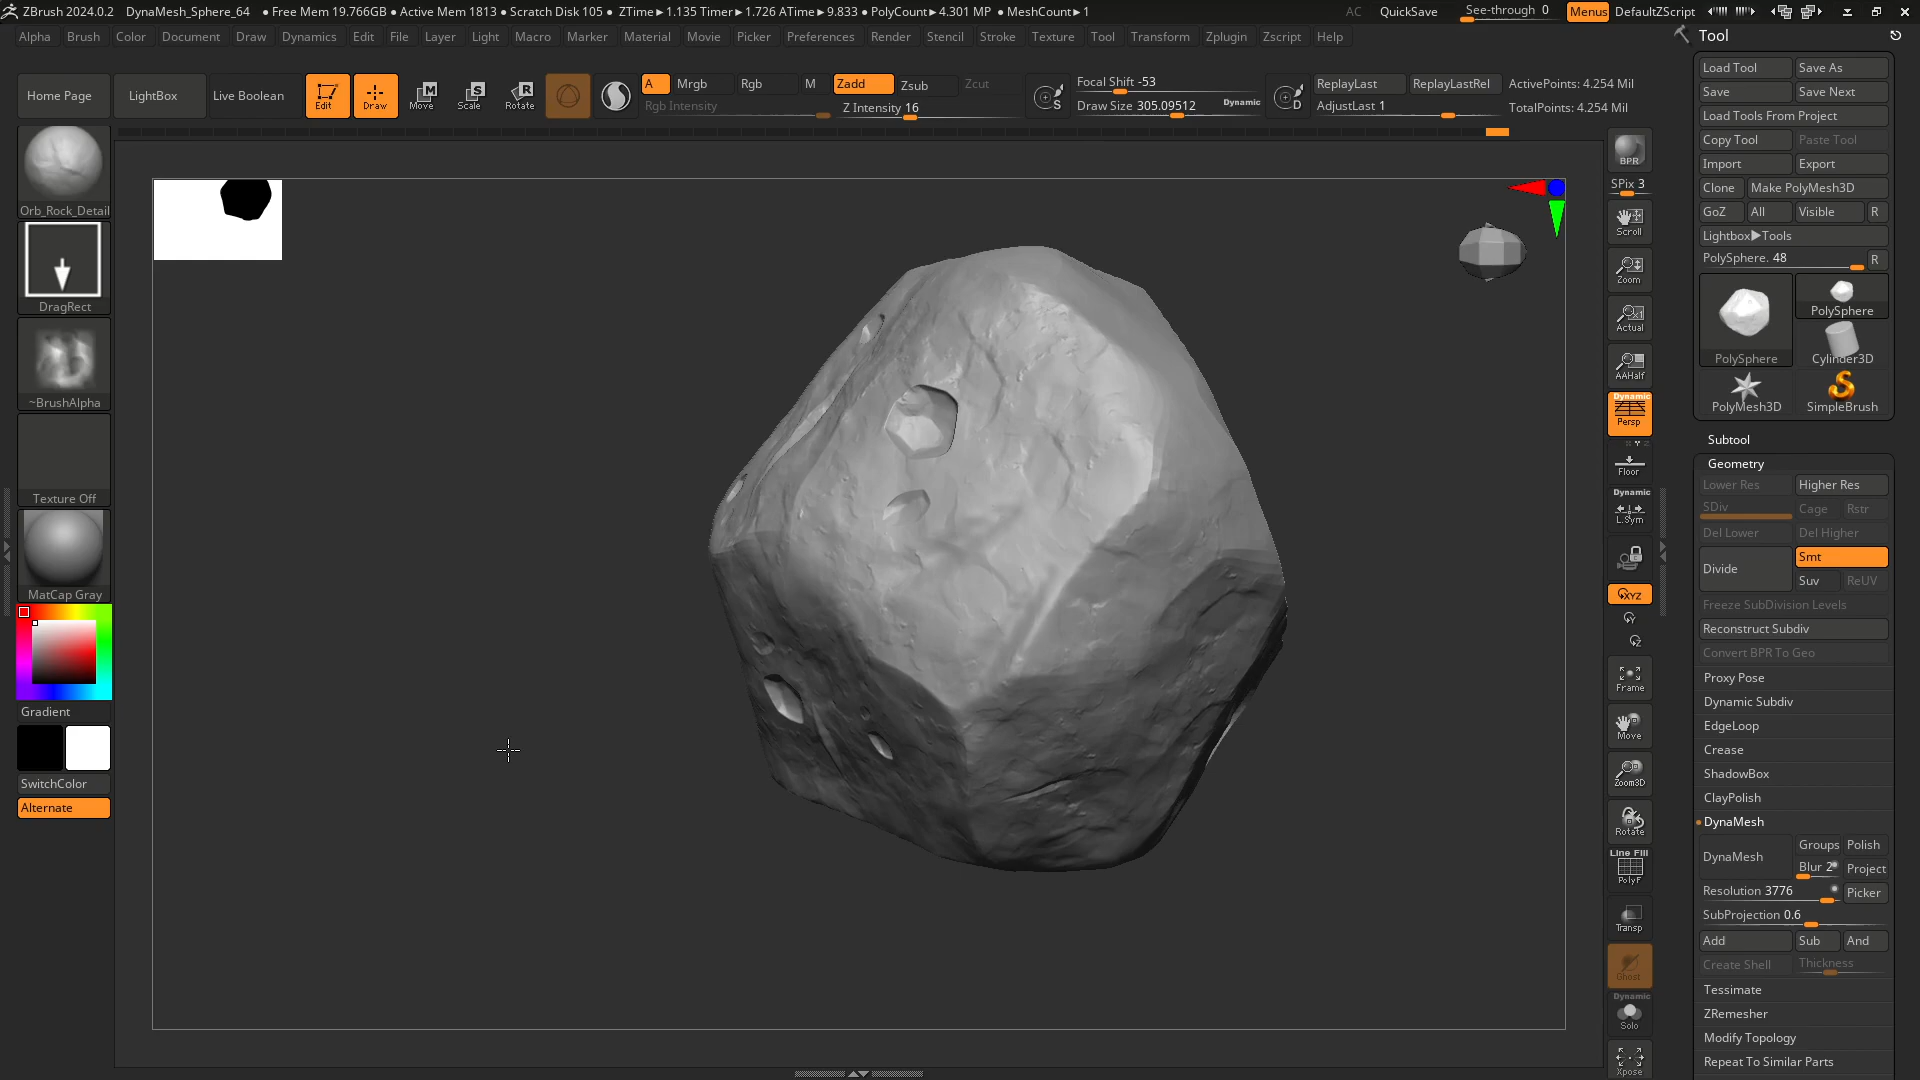 ZBrush 2024.0.2 DynaMesh_Sphere_64 ● Free Mem 19.766GB ● Active Mem 1813 ● Scratch Disk 105 ● ZTime►1.135 Timer►1.726 ATime►9.833 ● PolyCount►4.301 MP ● MeshCount►1 AC QuickSave See-through 0 Menus DefaultZScript
Alpha Brush Color Document Draw Dynamics Edit File Layer Light Macro Marker Material Movie Picker Preferences Render Stencil Stroke Texture Tool Transform Zplugin Zscript Help
Home Page LightBox Live Boolean Edit Draw Move Scale Rotate
A Mrgb Rgb M Zadd Zsub Zcut
Rgb Intensity Z Intensity 16
S Focal Shift -53
Draw Size 305.09512 Dynamic
D ReplayLast ReplayLastRel
AdjustLast 1
ActivePoints: 4.254 Mil
TotalPoints: 4.254 Mil
Orb_Rock_Detail
DragRect
~BrushAlpha
Texture Off
MatCap Gray
Gradient
SwitchColor
Alternate
BPR
SPix 3
Scroll
Zoom
Actual
AAHalf
Dynamic
Persp
Floor
Dynamic
L.Sym
XYZ
Y
Z
Frame
Move
Zoom3D
Rotate
Line Fill
PolyF
Transp
Ghost
Dynamic
Solo
Xpose
Tool
Load Tool Save As
Save Save Next
Load Tools From Project
Copy Tool Paste Tool
Import Export
Clone Make PolyMesh3D
GoZ All Visible R
Lightbox►Tools
PolySphere. 48 R
PolySphere PolySphere
Cylinder3D
PolyMesh3D SimpleBrush
Subtool
Geometry
Lower Res Higher Res
SDiv Cage Rstr
Del Lower Del Higher
Divide Smt
Suv ReUV
Freeze SubDivision Levels
Reconstruct Subdiv
Convert BPR To Geo
Proxy Pose
Dynamic Subdiv
EdgeLoop
Crease
ShadowBox
ClayPolish
DynaMesh
DynaMesh Groups Polish
Blur 2 Project
Resolution 3776 Picker
SubProjection 0.6
Add Sub And
Create Shell Thickness
Tessimate
ZRemesher
Modify Topology
Repeat To Similar Parts